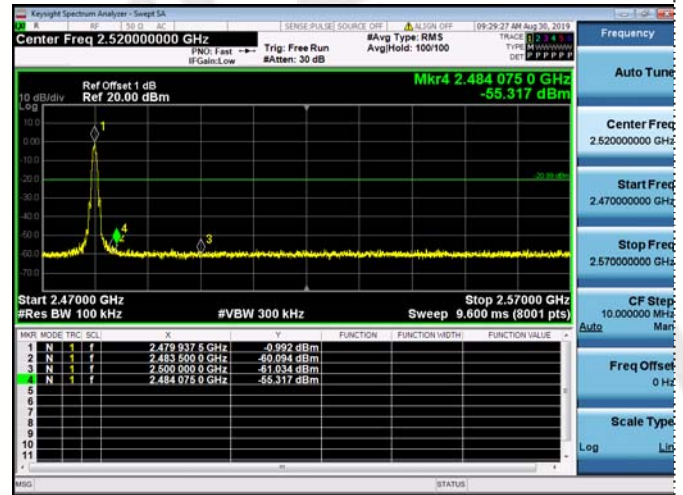 Keysight Spectrum Analyzer - Swept SA
R RF 50 Ω AC SENSE:PULSE SOURCE OFF ALIGN OFF 09:29:27 AM Aug 30, 2019
Center Freq 2.520000000 GHz
PNO: Fast
IFGain:Low
Trig: Free Run
#Atten: 30 dB
#Avg Type: RMS
Avg|Hold: 100/100
TRACE 1 2 3 4 5 6
TYPE M W W W W W
DET P P P P P P
Frequency
Auto Tune
Mkr4 2.484 075 0 GHz
-55.317 dBm
Ref Offset 1 dB
10 dB/div Ref 20.00 dBm
Log
10.0
0.00
-10.0
-20.0
-30.0
-40.0
-50.0
-60.0
-70.0
1
4
3
-20.99 dBm
Start 2.47000 GHz Stop 2.57000 GHz
#Res BW 100 kHz #VBW 300 kHz Sweep 9.600 ms (8001 pts)
MKR MODE TRC SCL X Y FUNCTION FUNCTION WIDTH FUNCTION VALUE
1 N 1 f 2.479 937 5 GHz -0.992 dBm
2 N 1 f 2.483 500 0 GHz -60.094 dBm
3 N 1 f 2.500 000 0 GHz -61.034 dBm
4 N 1 f 2.484 075 0 GHz -55.317 dBm
5
6
7
8
9
10
11
MSG STATUS
Center Freq
2.520000000 GHz
Start Freq
2.470000000 GHz
Stop Freq
2.570000000 GHz
CF Step
10.000000 MHz
Auto Man
Freq Offset
0 Hz
Scale Type
Log Lin